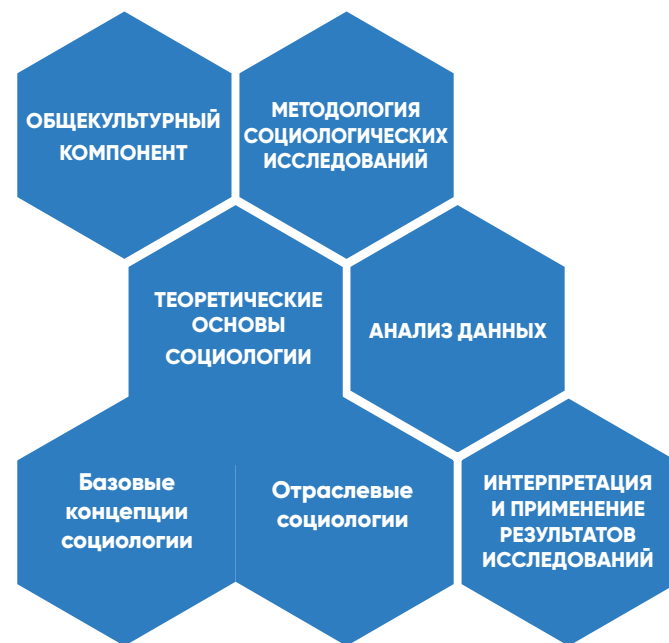 ОБЩЕКУЛЬТУРНЫЙ
КОМПОНЕНТ
МЕТОДОЛОГИЯ
СОЦИОЛОГИЧЕСКИХ
ИССЛЕДОВАНИЙ
ТЕОРЕТИЧЕСКИЕ
ОСНОВЫ
СОЦИОЛОГИИ
АНАЛИЗ ДАННЫХ
Базовые
концепции
социологии
Отраслевые
социологии
ИНТЕРПРЕТАЦИЯ
И ПРИМЕНЕНИЕ
РЕЗУЛЬТАТОВ
ИССЛЕДОВАНИЙ